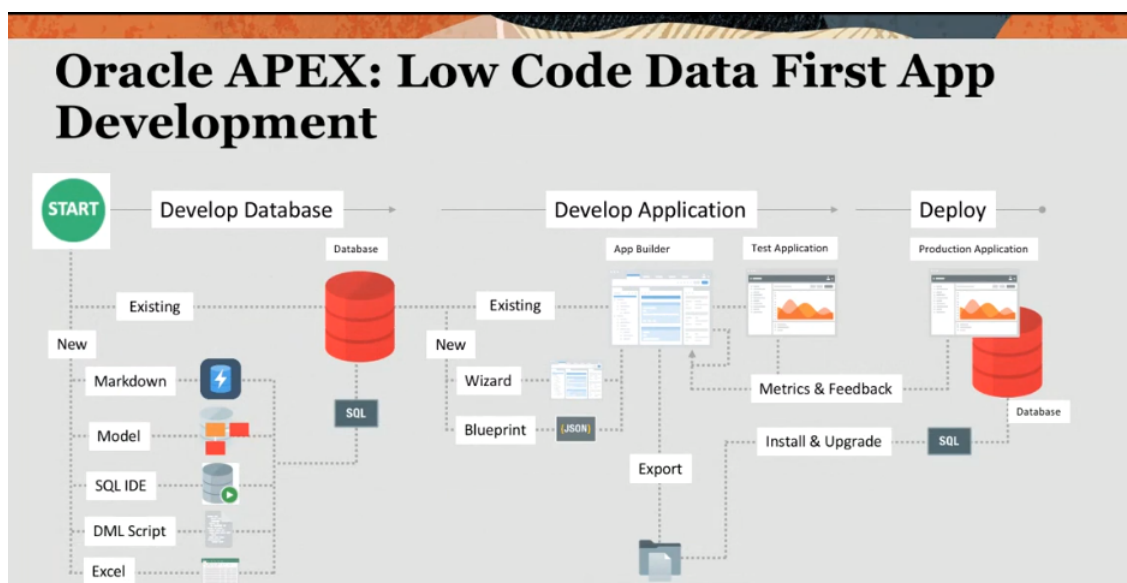 Oracle APEX: Low Code Data First App
Development
START
Develop Database
Develop Application
Deploy
Database
App Builder
Test Application
Production Application
Existing
Existing
New
New
Markdown
Wizard
Metrics & Feedback
SQL
Database
Model
Blueprint
{JSON}
Install & Upgrade
SQL
Export
SQL IDE
DML Script
Excel